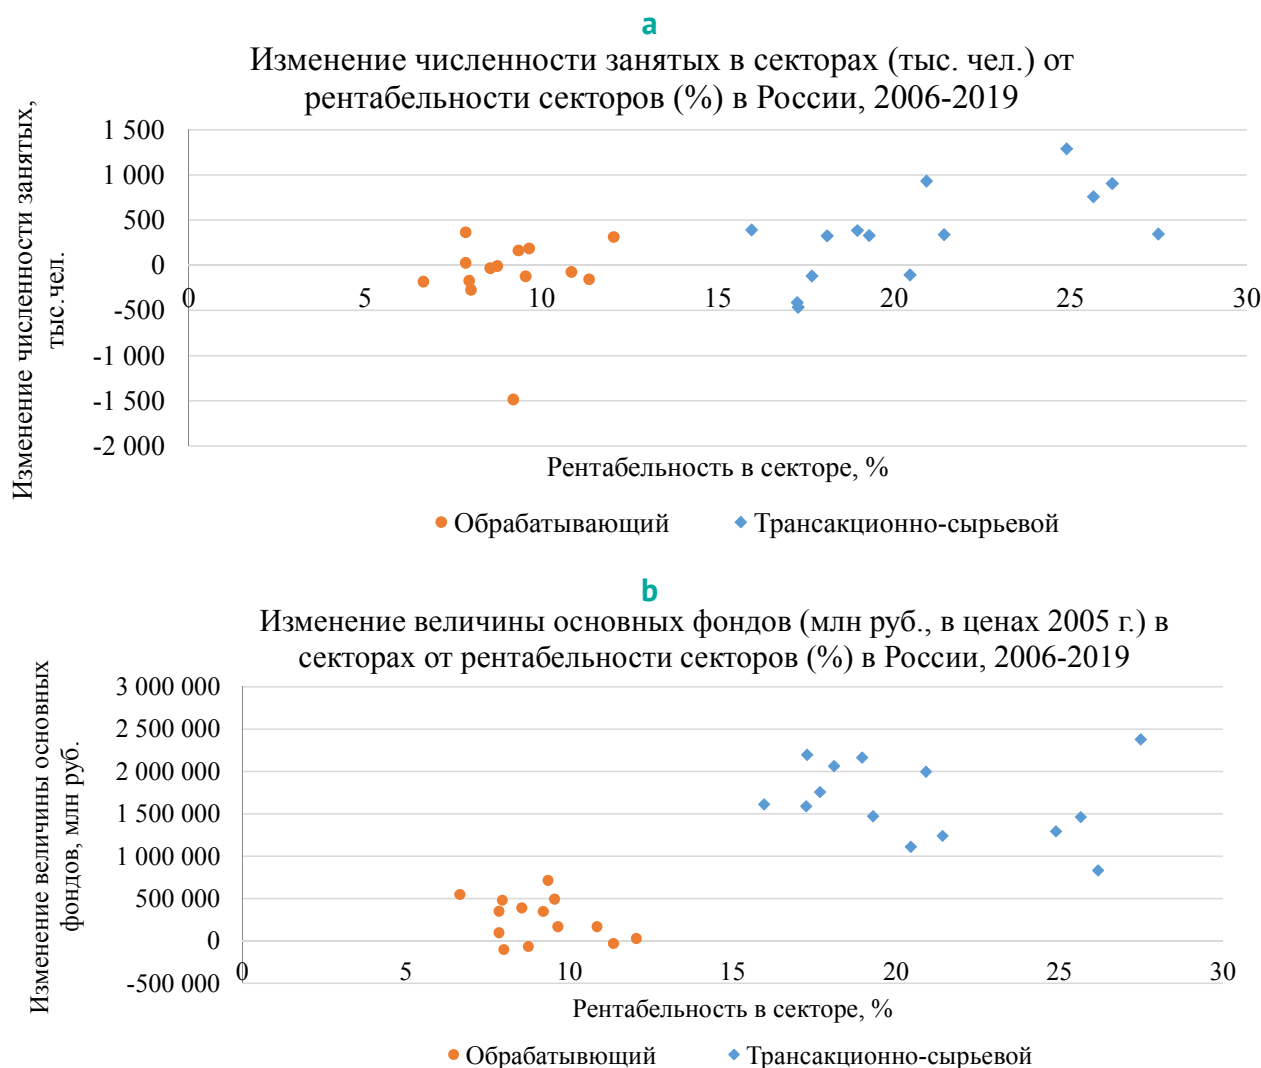 a
Изменение численности занятых в секторах (тыс. чел.) от
рентабельности секторов (%) в России, 2006-2019
Изменение численности занятых,
тыс.чел.
1 500
1 000
500
0
-500
-1 000
-1 500
-2 000
0 5 10 15 20 25 30
Рентабельность в секторе, %
Обрабатывающий Трансакционно-сырьевой
b
Изменение величины основных фондов (млн руб., в ценах 2005 г.) в
секторах от рентабельности секторов (%) в России, 2006-2019
Изменение величины основных
фондов, млн руб.
3 000 000
2 500 000
2 000 000
1 500 000
1 000 000
500 000
0
-500 000
0 5 10 15 20 25 30
Рентабельность в секторе, %
Обрабатывющий Трансакционно-сырьевой